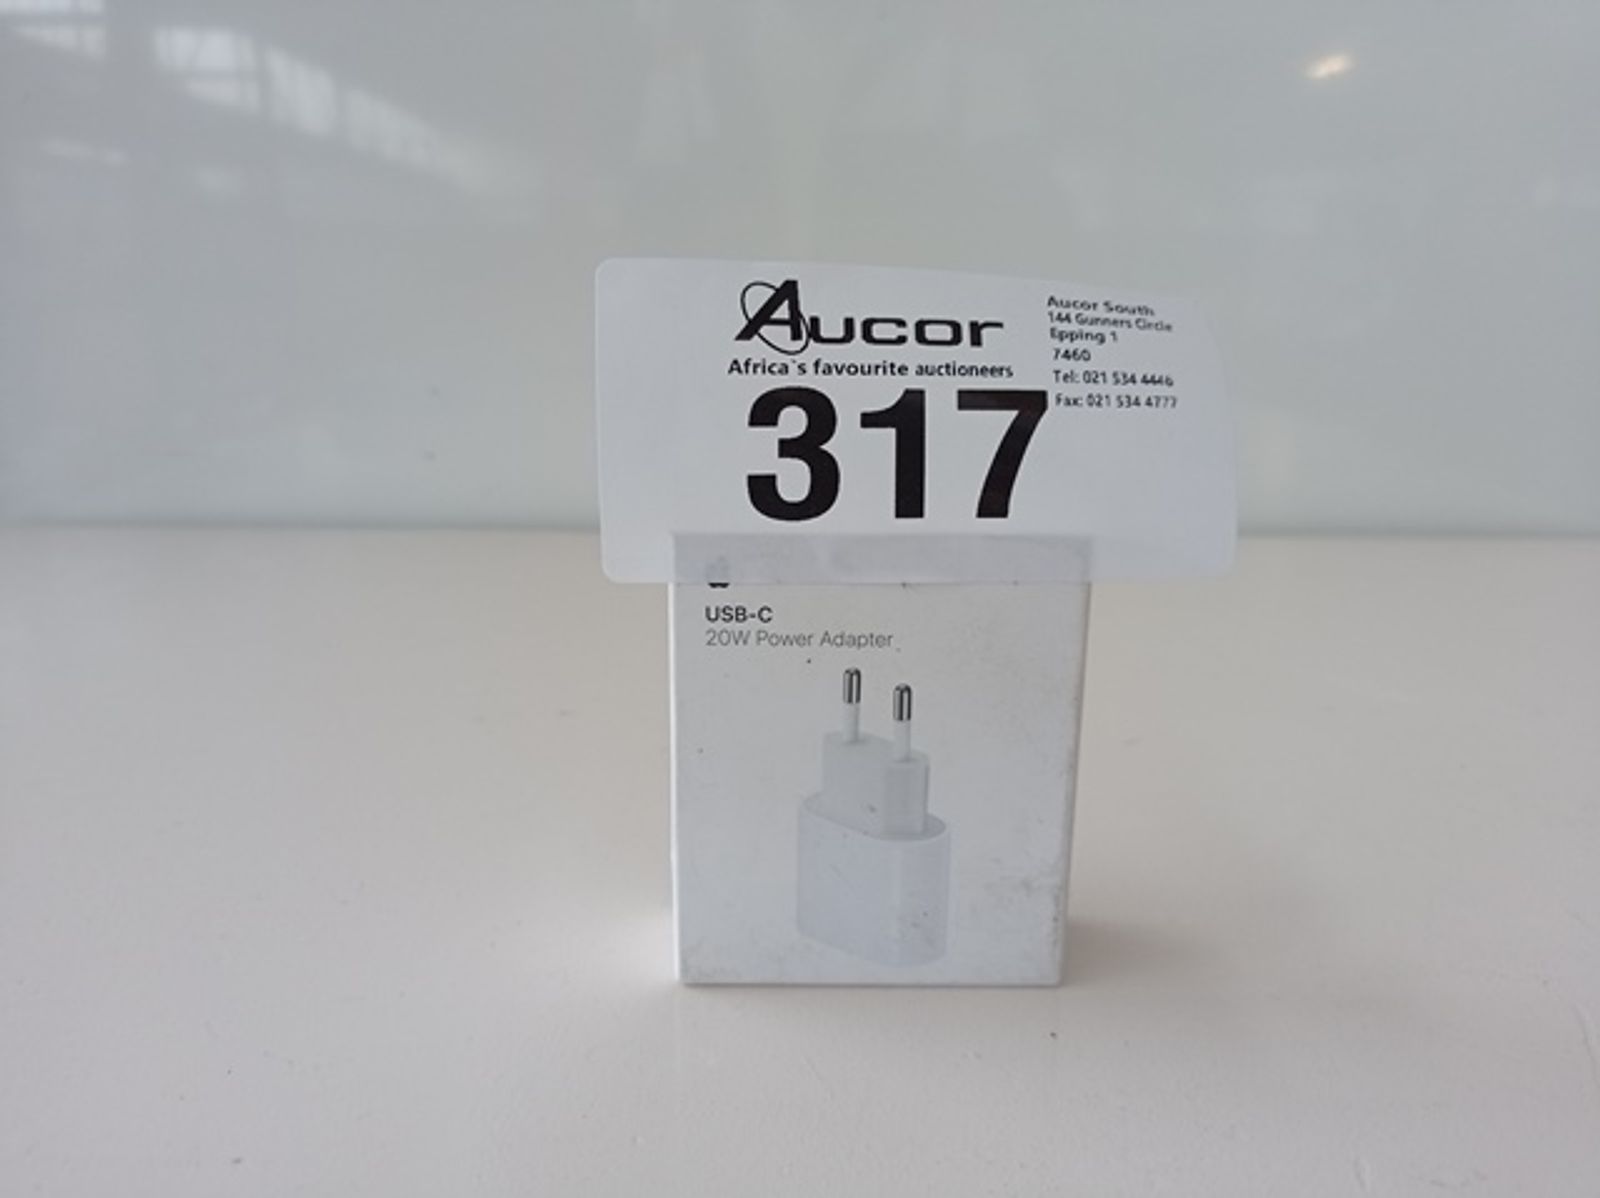 Aucor
Africa`s favourite auctioneers
317
Aucor South
144 Gunners Circle
Epping 1
7460
Tel: 021 534 4446
Fax: 021 534 4777
USB-C
20W Power Adapter